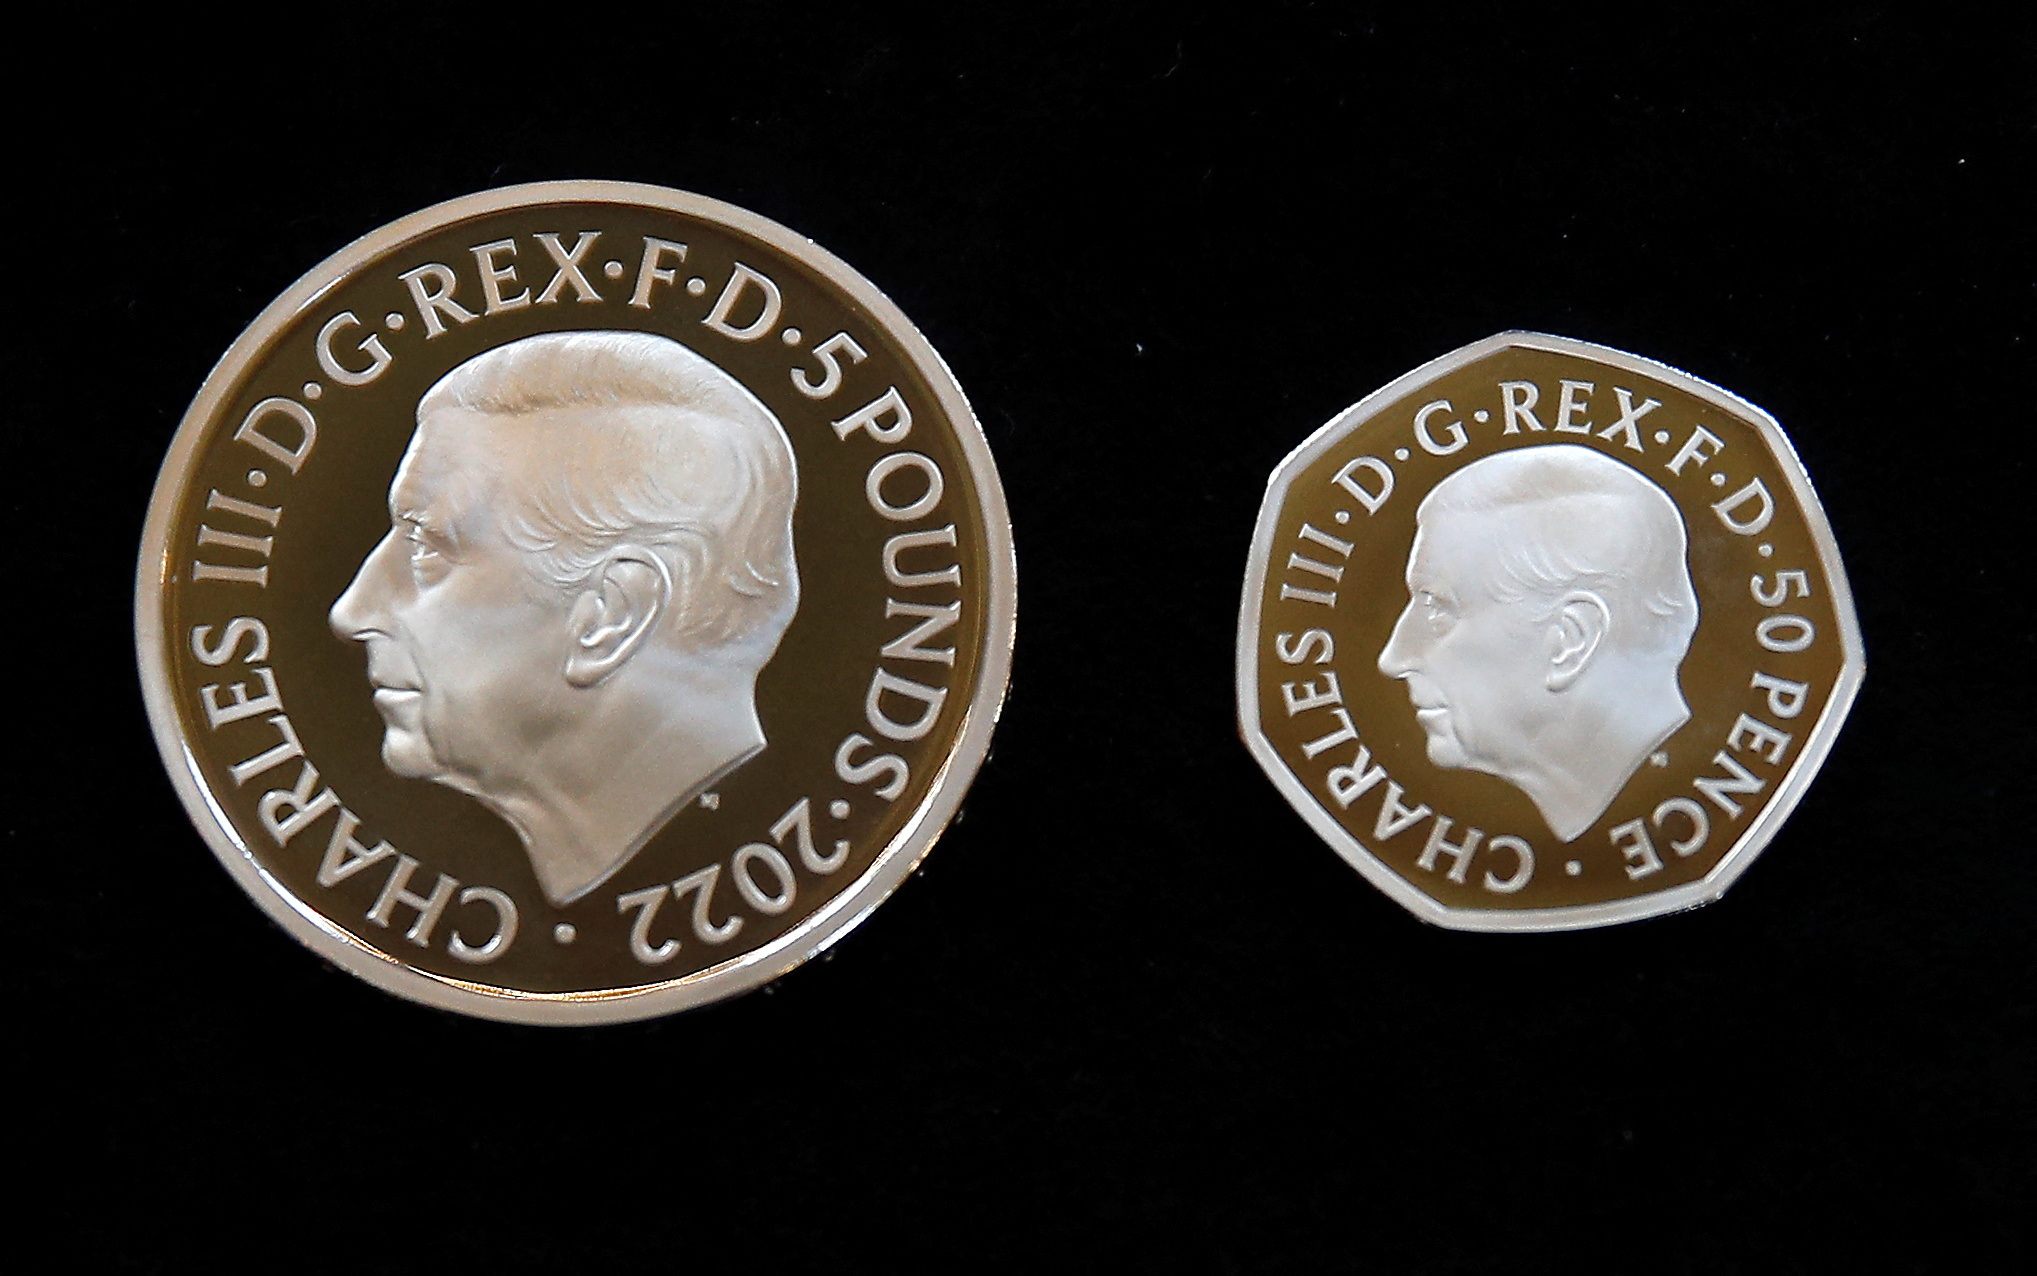 CHARLES III·D·G·REX·F·D·5 POUNDS·2022·
CHARLES III·D·G·REX·F·D·50 PENCE·